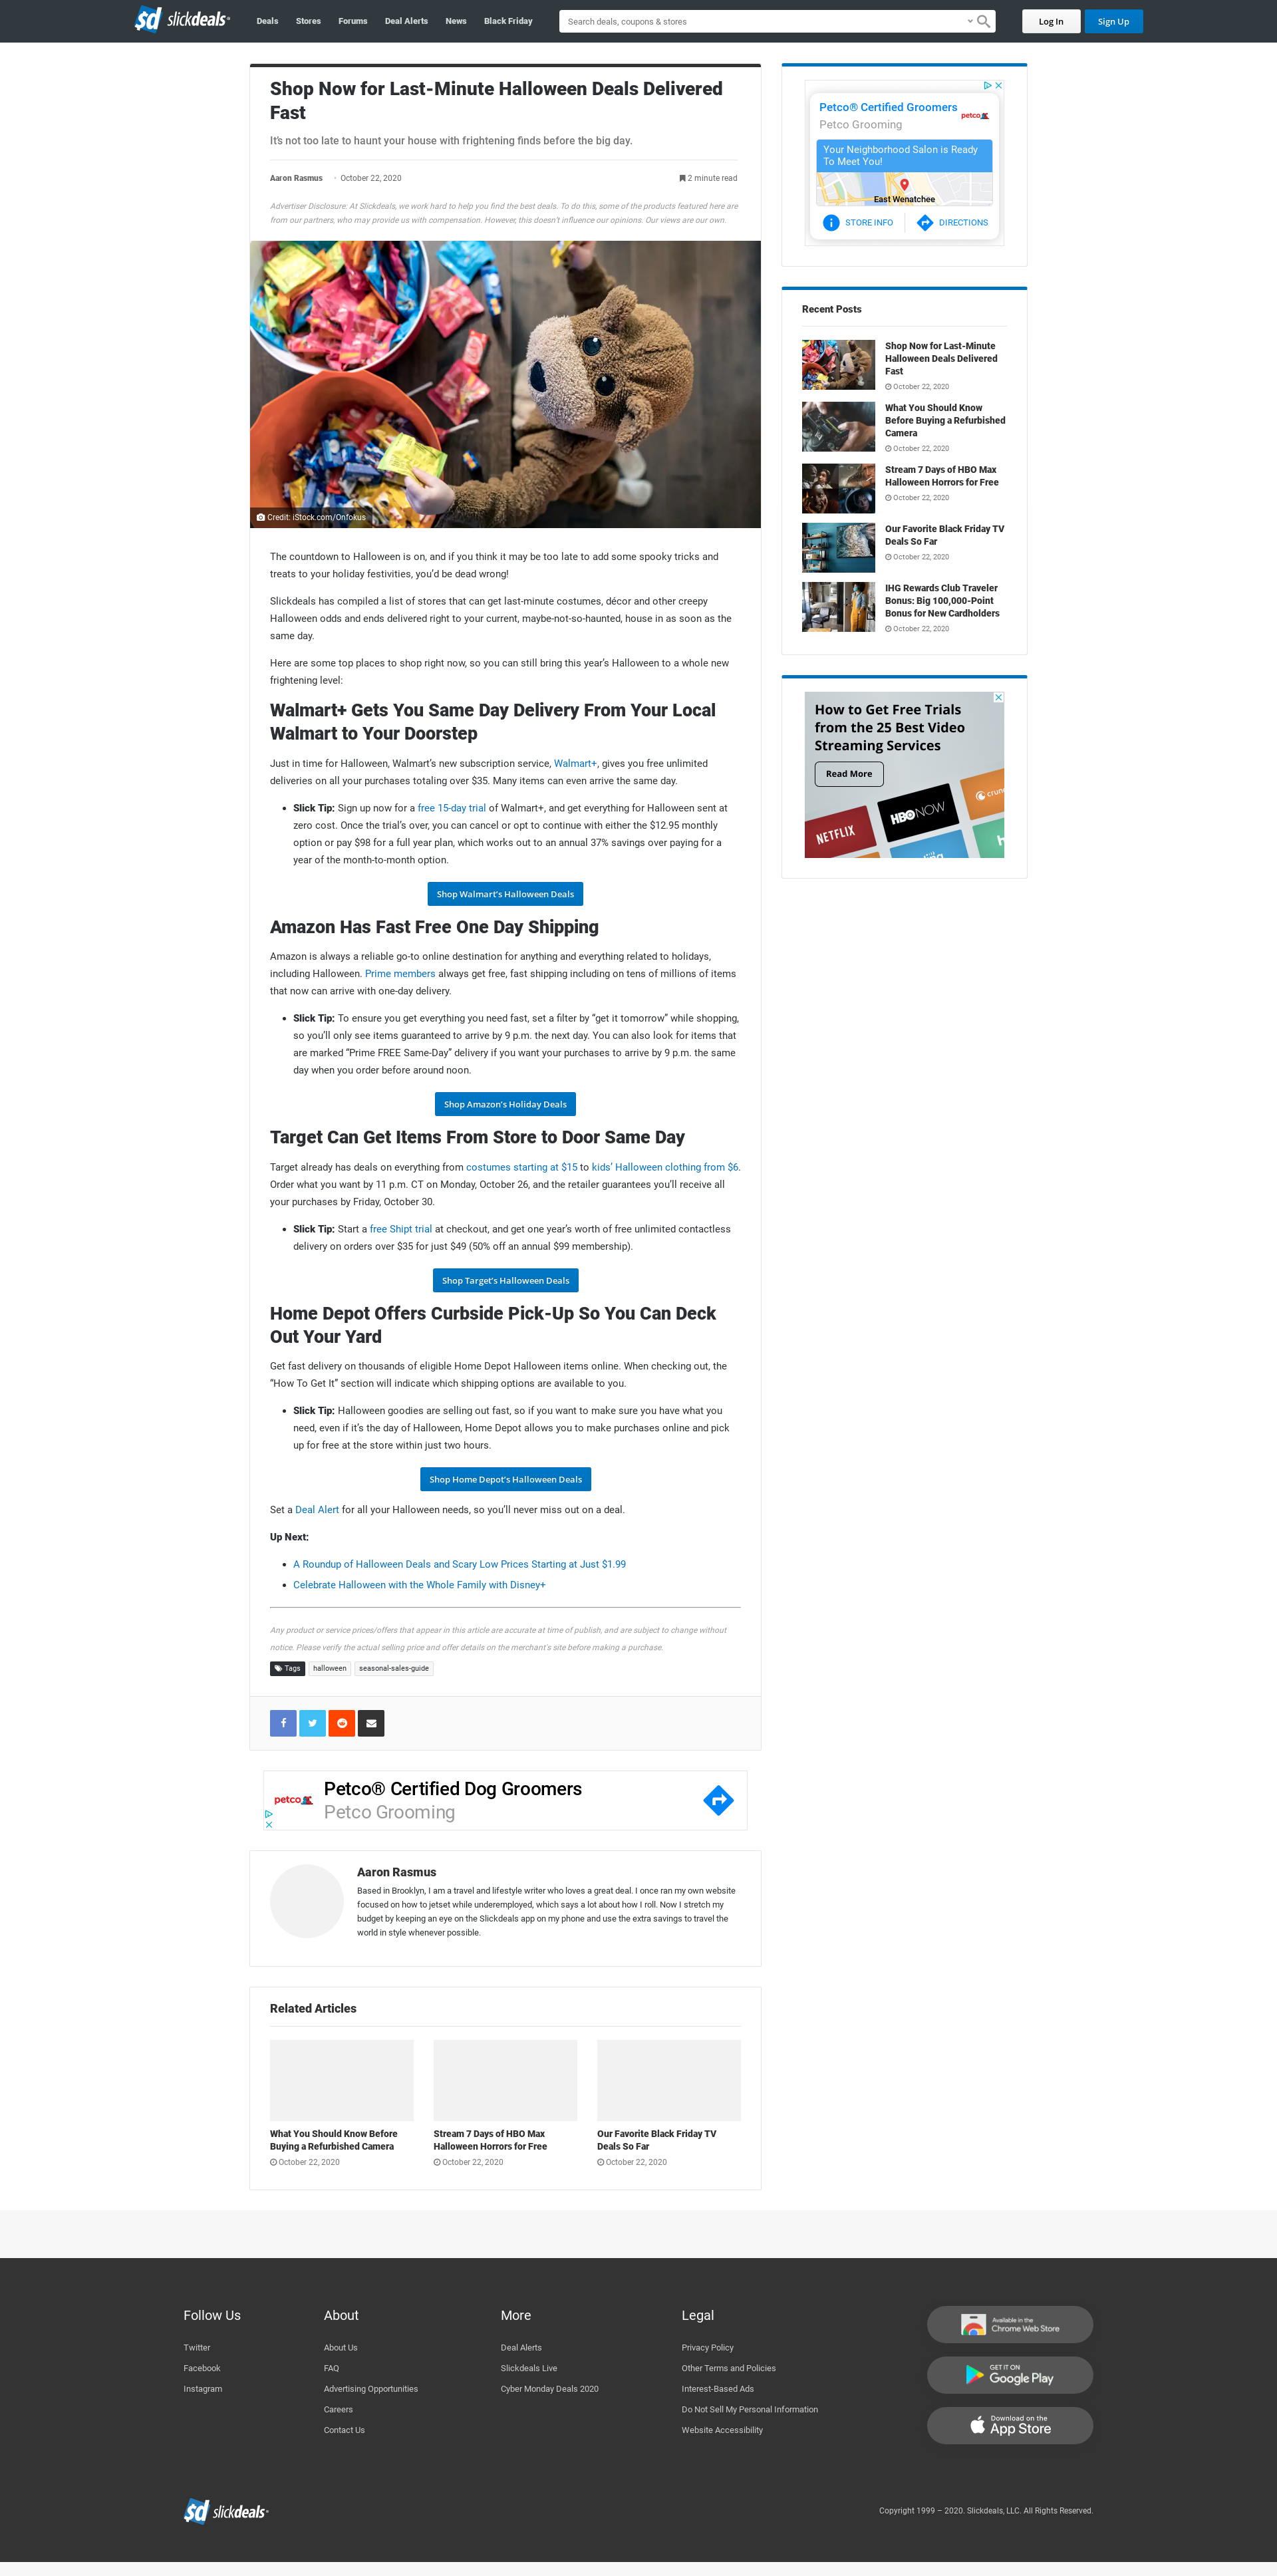 slickdeals
Deals
Stores
Forums
Deal Alerts
News
Black Friday
Search deals, coupons & stores
Log In
Sign Up
Shop Now for Last-Minute Halloween Deals Delivered
Fast
It's not too late to haunt your house with frightening finds before the big day.
Aaron Rasmus - October 22, 2020
2 minute read
Advertiser Disclosure: At Slickdeals, we work hard to help you find the best deals. To do this, some of the products featured here are
from our partners, who may provide us with compensation. However, this doesn't influence our opinions. Our views are our own.
Credit: iStock.com/Onfokus
The countdown to Halloween is on, and if you think it may be too late to add some spooky tricks and
treats to your holiday festivities, you'd be dead wrong!
Slickdeals has compiled a list of stores that can get last-minute costumes, décor and other creepy
Halloween odds and ends delivered right to your current, maybe-not-so-haunted, house in as soon as the
same day.
Here are some top places to shop right now, so you can still bring this year's Halloween to a whole new
frightening level:
Walmart+ Gets You Same Day Delivery From Your Local
Walmart to Your Doorstep
Just in time for Halloween, Walmart's new subscription service, Walmart+, gives you free unlimited
deliveries on all your purchases totaling over $35. Many items can even arrive the same day.
• Slick Tip: Sign up now for a free 15-day trial of Walmart+, and get everything for Halloween sent at
zero cost. Once the trial's over, you can cancel or opt to continue with either the $12.95 monthly
option or pay $98 for a full year plan, which works out to an annual 37% savings over paying for a
year of the month-to-month option.
Shop Walmart's Halloween Deals
Amazon Has Fast Free One Day Shipping
Amazon is always a reliable go-to online destination for anything and everything related to holidays,
including Halloween. Prime members always get free, fast shipping including on tens of millions of items
that now can arrive with one-day delivery.
• Slick Tip: To ensure you get everything you need fast, set a filter by “get it tomorrow” while shopping,
so you'll only see items guaranteed to arrive by 9 p.m. the next day. You can also look for items that
are marked “Prime FREE Same-Day” delivery if you want your purchases to arrive by 9 p.m. the same
day when you order before around noon.
Shop Amazon's Holiday Deals
Target Can Get Items From Store to Door Same Day
Target already has deals on everything from costumes starting at $15 to kids' Halloween clothing from $6.
Order what you want by 11 p.m. CT on Monday, October 26, and the retailer guarantees you'll receive all
your purchases by Friday, October 30.
• Slick Tip: Start a free Shipt trial at checkout, and get one year's worth of free unlimited contactless
delivery on orders over $35 for just $49 (50% off an annual $99 membership).
Shop Target's Halloween Deals
Home Depot Offers Curbside Pick-Up So You Can Deck
Out Your Yard
Get fast delivery on thousands of eligible Home Depot Halloween items online. When checking out, the
“How To Get It” section will indicate which shipping options are available to you.
• Slick Tip: Halloween goodies are selling out fast, so if you want to make sure you have what you
need, even if it's the day of Halloween, Home Depot allows you to make purchases online and pick
up for free at the store within just two hours.
Shop Home Depot's Halloween Deals
Set a Deal Alert for all your Halloween needs, so you'll never miss out on a deal.
Up Next:
• A Roundup of Halloween Deals and Scary Low Prices Starting at Just $1.99
• Celebrate Halloween with the Whole Family with Disney+
Any product or service prices/offers that appear in this article are accurate at time of publish, and are subject to change without
notice. Please verify the actual selling price and offer details on the merchant's site before making a purchase.
Tags
halloween
seasonal-sales-guide
petco
Petco® Certified Dog Groomers
Petco Grooming
Aaron Rasmus
Based in Brooklyn, I am a travel and lifestyle writer who loves a great deal. I once ran my own website
focused on how to jetset while underemployed, which says a lot about how I roll. Now I stretch my
budget by keeping an eye on the Slickdeals app on my phone and use the extra savings to travel the
world in style whenever possible.
Related Articles
What You Should Know Before
Buying a Refurbished Camera
October 22, 2020
Stream 7 Days of HBO Max
Halloween Horrors for Free
October 22, 2020
Our Favorite Black Friday TV
Deals So Far
October 22, 2020
Petco® Certified Groomers
Petco Grooming
petco
Your Neighborhood Salon is Ready
To Meet You!
East Wenatchee
STORE INFO
DIRECTIONS
Recent Posts
Shop Now for Last-Minute
Halloween Deals Delivered
Fast
October 22, 2020
What You Should Know
Before Buying a Refurbished
Camera
October 22, 2020
Stream 7 Days of HBO Max
Halloween Horrors for Free
October 22, 2020
Our Favorite Black Friday TV
Deals So Far
October 22, 2020
IHG Rewards Club Traveler
Bonus: Big 100,000-Point
Bonus for New Cardholders
October 22, 2020
How to Get Free Trials
from the 25 Best Video
Streaming Services
Read More
NETFLIX
HBO NOW
Follow Us
Twitter
Facebook
Instagram
About
About Us
FAQ
Advertising Opportunities
Careers
Contact Us
More
Deal Alerts
Slickdeals Live
Cyber Monday Deals 2020
Legal
Privacy Policy
Other Terms and Policies
Interest-Based Ads
Do Not Sell My Personal Information
Website Accessibility
Available in the
Chrome Web Store
GET IT ON
Google Play
Download on the
App Store
slickdeals
Copyright 1999 – 2020. Slickdeals, LLC. All Rights Reserved.